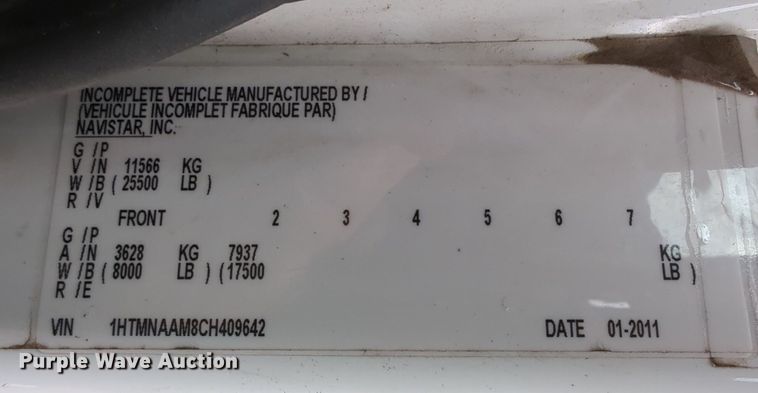 INCOMPLETE VEHICLE MANUFACTURED BY /
(VEHICULE INCOMPLET FABRIQUE PAR)
NAVISTAR, INC.
G / P
V / N 11566 KG
W / B ( 25500 LB )
R / V
FRONT 2 3 4 5 6 7
G / P
A / N 3628 KG 7937 KG
W / B ( 8000 LB ) ( 17500 LB )
R / E
VIN 1HTMNAAM8CH409642 DATE 01-2011
Purple Wave Auction